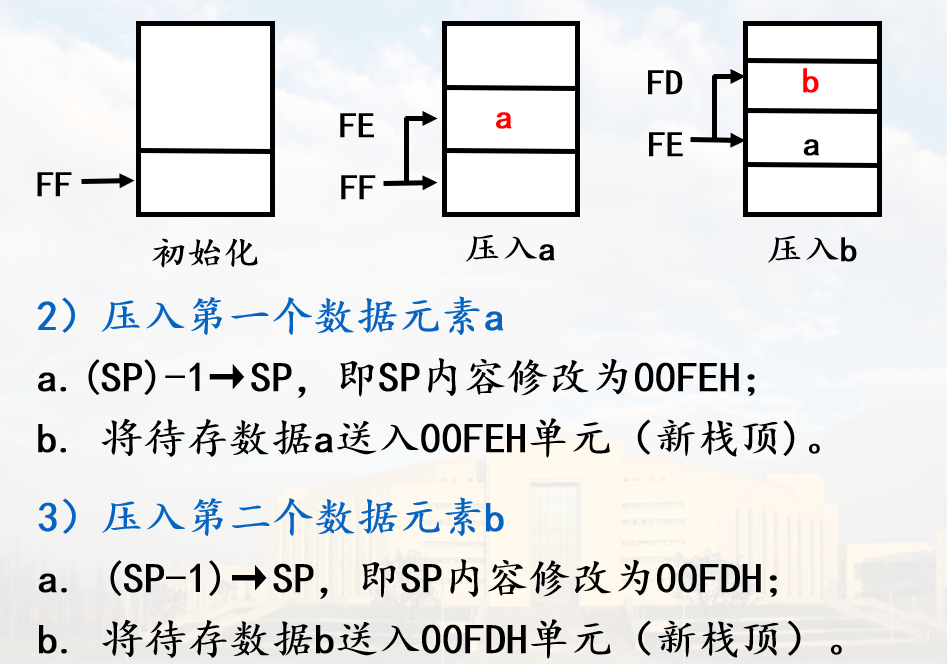 FF
初始化
FE
a
FF
压入a
FD
b
FE
a
压入b
2）压入第一个数据元素a
a.(SP)-1→SP，即SP内容修改为00FEH；
b. 将待存数据a送入00FEH单元（新栈顶）。
3）压入第二个数据元素b
a. （SP-1）→SP，即SP内容修改为00FDH；
b. 将待存数据b送入00FDH单元（新栈顶）。